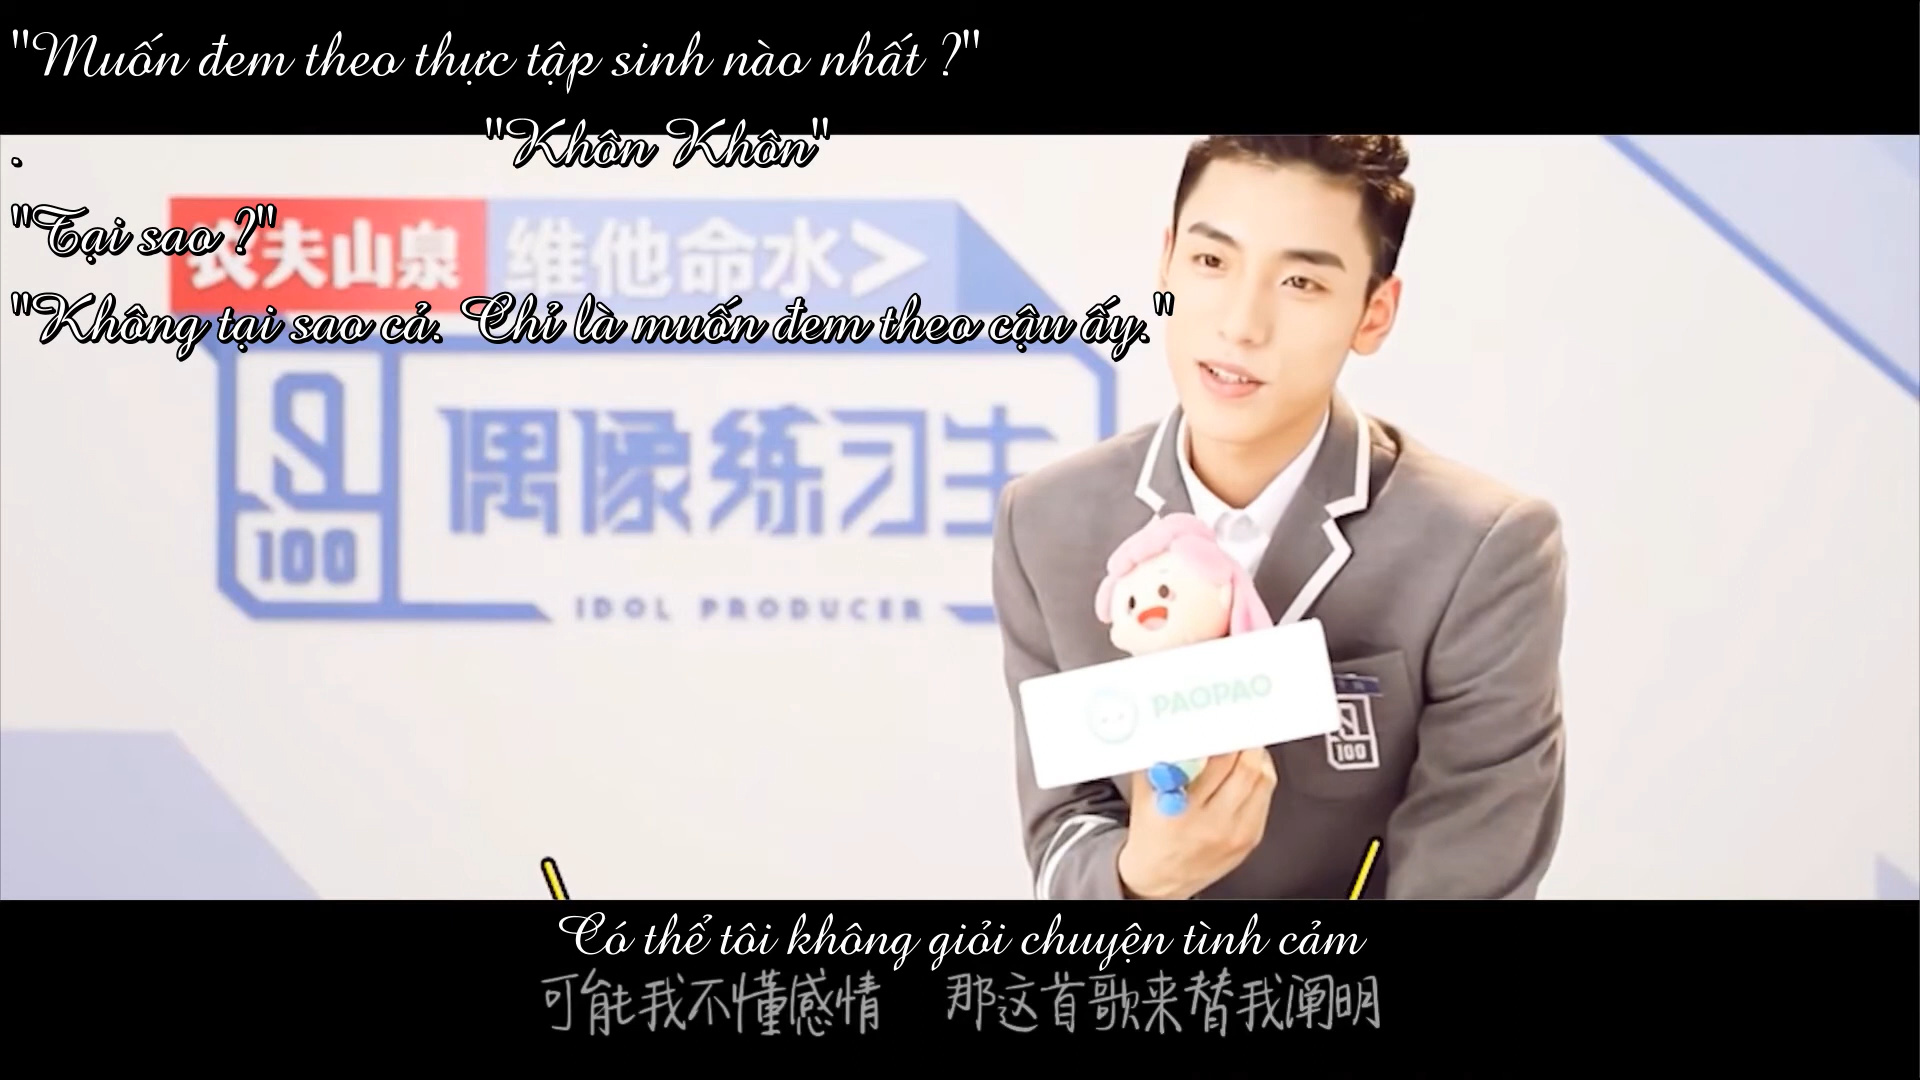 "Muốn đem theo thực tập sinh nào nhất ?"
"Khôn Khôn"
.
"Tại sao ?"
农夫山泉 维他命水>
"Không tại sao cả. Chỉ là muốn đem theo cậu ấy."
偶像练习生
100
IDOL PRODUCER
PAOPAO
100
Có thể tôi không giỏi chuyện tình cảm
可能我不懂感情 那这首歌来替我阐明